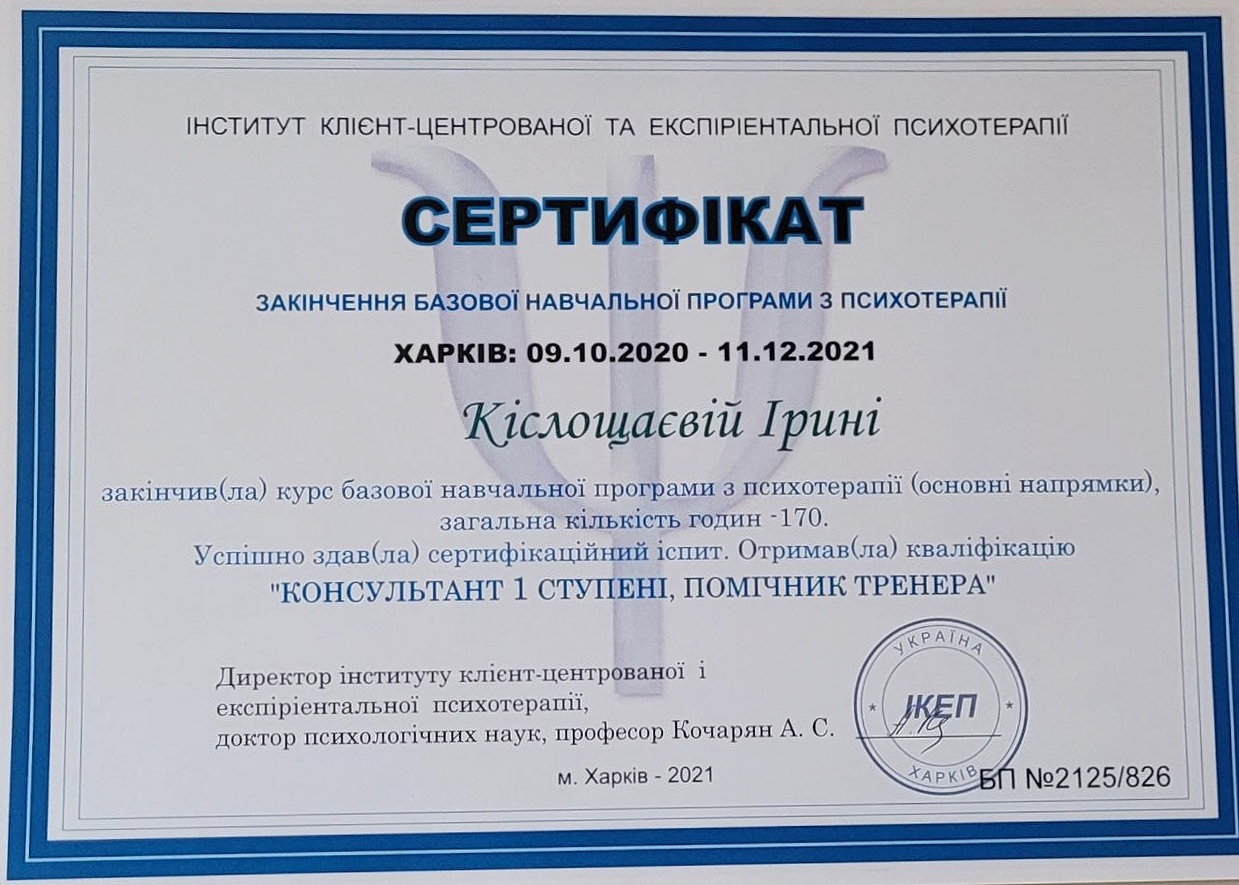 ІНСТИТУТ КЛІЄНТ-ЦЕНТРОВАНОЇ ТА ЕКСПІРІЕНТАЛЬНОЇ ПСИХОТЕРАПІЇ
СЕРТИФІКАТ
ЗАКІНЧЕННЯ БАЗОВОЇ НАВЧАЛЬНОЇ ПРОГРАМИ З ПСИХОТЕРАПІЇ
ХАРКІВ: 09.10.2020 - 11.12.2021
Кіслощаєвій Ірині
закінчив(ла) курс базової навчальної програми з психотерапії (основні напрямки),
загальна кількість годин -170.
Успішно здав(ла) сертифікаційний іспит. Отримав(ла) кваліфікацію
"КОНСУЛЬТАНТ 1 СТУПЕНІ, ПОМІЧНИК ТРЕНЕРА"
Директор інституту клієнт-центрованої і
експіріентальної психотерапії,
доктор психологічних наук, професор Кочарян А. С.
УКРАЇНА
ІКЕП
ХАРКІВ
БП №2125/826
м. Харків - 2021